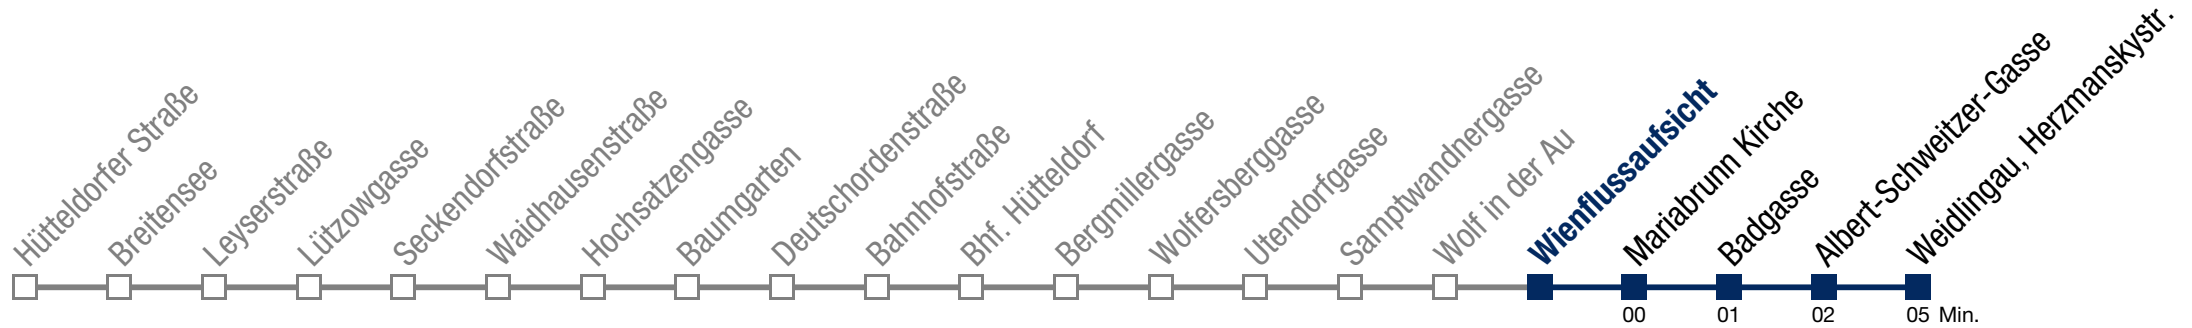 Hütteldorfer Straße
Breitensee
Leyserstraße
Lützowgasse
Seckendorfstraße
Waidhausenstraße
Hochsatzengasse
Baumgarten
Deutschordenstraße
Bahnhofstraße
Bhf. Hütteldorf
Bergmillergasse
Wolfersberggasse
Utendorfgasse
Samptwandnergasse
Wolf in der Au
Wienflussaufsicht
Mariabrunn Kirche
Badgasse
Albert-Schweitzer-Gasse
Weidlingau, Herzmanskystr.
00 01 02 05 Min.